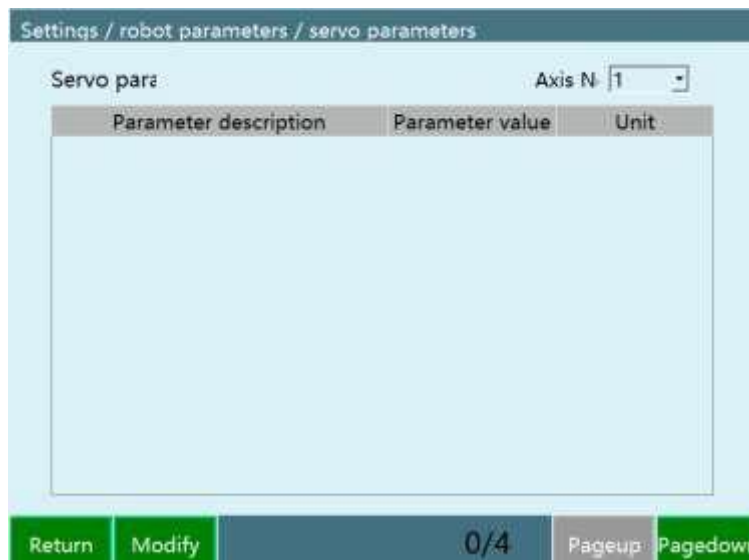 Settings / robot parameters / servo parameters
Servo para Axis N 1
Parameter description Parameter value Unit
Return Modify 0/4 Pageup Pagedow